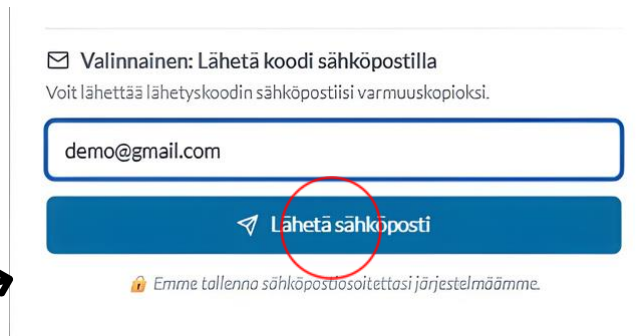 Valinnainen: Lähetä koodi sähköpostilla
Voit lähettää lähetyskoodin sähköpostiisi varmuuskopioksi.
demo@gmail.com
Lähetä sähköposti
Emme tallenna sähköpostiosoitettasi järjestelmäämme.